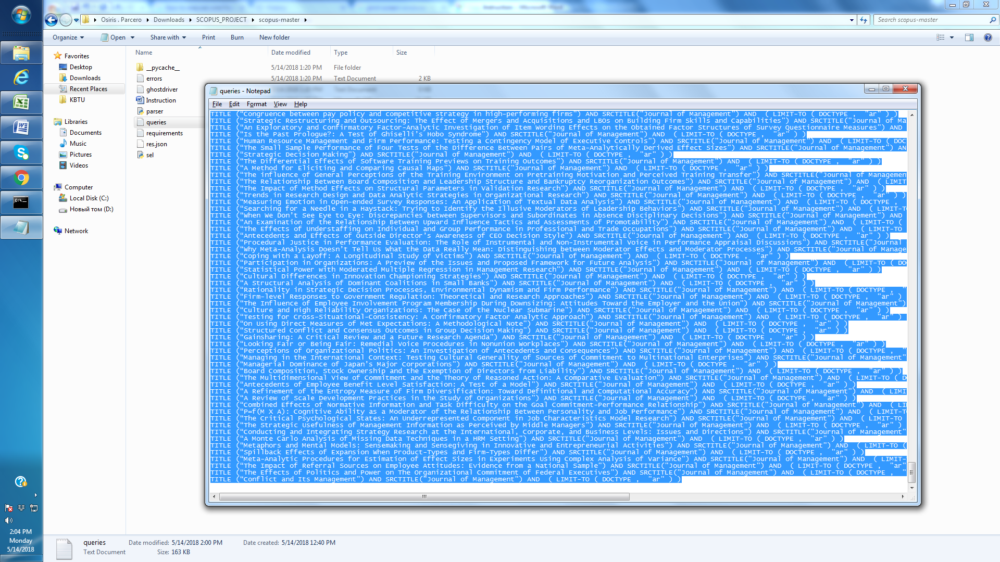 Osiris . Parcero
Downloads
SCOPUS_PROJECT
scopus-master
Search scopus-master
Organize
Open
Share with
Print
Burn
New folder
Name
Date modified
Type
Size
Favorites
Desktop
Downloads
Recent Places
KBTU
Libraries
Documents
Music
Pictures
Videos
Computer
Local Disk (C:)
Новый том (D:)
Network
__pycache__ 5/14/2018 1:20 PM File folder
errors 5/14/2018 1:20 PM Text Document 2 KB
ghostdriver
Instruction
parser
queries
requirements
res.json
sel
queries - Notepad
File Edit Format View Help
TITLE ("Congruence between pay policy and competitive strategy in high-performing firms") AND SRCTITLE("Journal of Management") AND ( LIMIT-TO ( DOCTYPE , "ar" ) )
TITLE ("Strategic Restructuring and Outsourcing: The Effect of Mergers and Acquisitions and LBOs on Building Firm Skills and Capabilities") AND SRCTITLE("Journal of Ma
TITLE ("An Exploratory and Confirmatory Factor-Analytic Investigation of Item Wording Effects on the Obtained Factor Structures of Survey Questionnaire Measures") AND
TITLE ("Is the Past Prologue?: A Test of Ghiselli's Hobo Syndrome") AND SRCTITLE("Journal of Management") AND ( LIMIT-TO ( DOCTYPE , "ar" ) )
TITLE ("Human Resource Management and Firm Performance: Testing a Contingency Model of Executive Controls") AND SRCTITLE("Journal of Management") AND ( LIMIT-TO ( DOC
TITLE ("The Small Sample Performance of Four Tests of the Difference Between Pairs of Meta-Analytically Derived Effect Sizes") AND SRCTITLE("Journal of Management") AN
TITLE ("Strategic Decision Making") AND SRCTITLE("Journal of Management") AND ( LIMIT-TO ( DOCTYPE , "ar" ) )
TITLE ("The Differential Effects of Software Training Previews on Training Outcomes") AND SRCTITLE("Journal of Management") AND ( LIMIT-TO ( DOCTYPE , "ar" ) )
TITLE ("A Method for Eliciting and Comparing Causal Maps") AND SRCTITLE("Journal of Management") AND ( LIMIT-TO ( DOCTYPE , "ar" ) )
TITLE ("The Influence of General Perceptions of the Training Environment on Pretraining Motivation and Perceived Training Transfer") AND SRCTITLE("Journal of Managemen
TITLE ("The Relationship Between Board Composition and Leadership Structure and Bankruptcy Reorganization Outcomes") AND SRCTITLE("Journal of Management") AND ( LIMIT
TITLE ("The Impact of Method Effects on Structural Parameters in Validation Research") AND SRCTITLE("Journal of Management") AND ( LIMIT-TO ( DOCTYPE , "ar" ) )
TITLE ("Trends in Research Design and Data Analytic Strategies in Organizational Research") AND SRCTITLE("Journal of Management") AND ( LIMIT-TO ( DOCTYPE , "ar" ) )
TITLE ("Measuring Emotion in Open-ended Survey Responses: An Application of Textual Data Analysis") AND SRCTITLE("Journal of Management") AND ( LIMIT-TO ( DOCTYPE ,
TITLE ("Searching for a Needle in a Haystack: Trying to Identify the Illusive Moderators of Leadership Behaviors") AND SRCTITLE("Journal of Management") AND ( LIMIT-T
TITLE ("When We Don't See Eye to Eye: Discrepancies between Supervisors and Subordinates in Absence Disciplinary Decisions") AND SRCTITLE("Journal of Management") AND
TITLE ("An Examination of the Relationship Between Upward Influence Tactics and Assessments of Promotability") AND SRCTITLE("Journal of Management") AND ( LIMIT-TO (
TITLE ("The Effects of Understaffing on Individual and Group Performance in Professional and Trade Occupations") AND SRCTITLE("Journal of Management") AND ( LIMIT-TO
TITLE ("Antecedents and Effects of Outside Director's Awareness of CEO Decision Style") AND SRCTITLE("Journal of Management") AND ( LIMIT-TO ( DOCTYPE , "ar" ) )
TITLE ("Procedural Justice in Performance Evaluation: The Role of Instrumental and Non-Instrumental Voice in Performance Appraisal Discussions") AND SRCTITLE("Journal
TITLE ("Why Meta-Analysis Doesn't Tell Us What the Data Really Mean: Distinguishing between Moderator Effects and Moderator Processes") AND SRCTITLE("Journal of Manage
TITLE ("Coping with a Layoff: A Longitudinal Study of Victims") AND SRCTITLE("Journal of Management") AND ( LIMIT-TO ( DOCTYPE , "ar" ) )
TITLE ("Participation in Organizations: A Preview of the Issues and Proposed Framework for Future Analysis") AND SRCTITLE("Journal of Management") AND ( LIMIT-TO ( DO
TITLE ("Statistical Power with Moderated Multiple Regression in Management Research") AND SRCTITLE("Journal of Management") AND ( LIMIT-TO ( DOCTYPE , "ar" ) )
TITLE ("Cultural Differences in Innovation Championing Strategies") AND SRCTITLE("Journal of Management") AND ( LIMIT-TO ( DOCTYPE , "ar" ) )
TITLE ("A Structural Analysis of Dominant Coalitions in Small Banks") AND SRCTITLE("Journal of Management") AND ( LIMIT-TO ( DOCTYPE , "ar" ) )
TITLE ("Rationality in Strategic Decision Processes, Environmental Dynamism and Firm Performance") AND SRCTITLE("Journal of Management") AND ( LIMIT-TO ( DOCTYPE , "
TITLE ("Firm-level Responses to Government Regulation: Theoretical and Research Approaches") AND SRCTITLE("Journal of Management") AND ( LIMIT-TO ( DOCTYPE , "ar" )
TITLE ("The Influence of Employee Involvement Program Membership During Downsizing: Attitudes Toward the Employer and the Union") AND SRCTITLE("Journal of Management")
TITLE ("Culture and High Reliability Organizations: The Case of the Nuclear Submarine") AND SRCTITLE("Journal of Management") AND ( LIMIT-TO ( DOCTYPE , "ar" ) )
TITLE ("Testing for Cross-Situational-Consistency: A Confirmatory Factor Analytic Approach") AND SRCTITLE("Journal of Management") AND ( LIMIT-TO ( DOCTYPE , "ar" )
TITLE ("On Using Direct Measures of Met Expectations: A Methodological Note") AND SRCTITLE("Journal of Management") AND ( LIMIT-TO ( DOCTYPE , "ar" ) )
TITLE ("Structured Conflict and Consensus Outcomes in Group Decision Making") AND SRCTITLE("Journal of Management") AND ( LIMIT-TO ( DOCTYPE , "ar" ) )
TITLE ("Gainsharing: A Critical Review and a Future Research Agenda") AND SRCTITLE("Journal of Management") AND ( LIMIT-TO ( DOCTYPE , "ar" ) )
TITLE ("Looking Fair or Being Fair: Remedial Voice Procedures in Nonunion Workplaces") AND SRCTITLE("Journal of Management") AND ( LIMIT-TO ( DOCTYPE , "ar" ) )
TITLE ("Perceptions of Organizational Politics: An Investigation of Antecedents and Consequences") AND SRCTITLE("Journal of Management") AND ( LIMIT-TO ( DOCTYPE , "
TITLE ("Managing in the International Context: Testing Cultural Generality of Sources of Commitment to Multinational Enterprises") AND SRCTITLE("Journal of Management"
TITLE ("Managerial Dominance of Japan's Major Corporations") AND SRCTITLE("Journal of Management") AND ( LIMIT-TO ( DOCTYPE , "ar" ) )
TITLE ("Board Composition, Stock Ownership and the Exemption of Directors from Liability") AND SRCTITLE("Journal of Management") AND ( LIMIT-TO ( DOCTYPE , "ar" ) )
TITLE ("The Multidimensional View of Commitment and the Theory of Reasoned Action: A Comparative Evaluation") AND SRCTITLE("Journal of Management") AND ( LIMIT-TO ( D
TITLE ("Antecedents of Employee Benefit Level Satisfaction: A Test of a Model") AND SRCTITLE("Journal of Management") AND ( LIMIT-TO ( DOCTYPE , "ar" ) )
TITLE ("A Refinement of the Entropy Measure of Firm Diversification: Toward Definitional and Computational Accuracy") AND SRCTITLE("Journal of Management") AND ( LIMI
TITLE ("A Review of Scale Development Practices in the Study of Organizations") AND SRCTITLE("Journal of Management") AND ( LIMIT-TO ( DOCTYPE , "ar" ) )
TITLE ("Combined Effects of Normative Information and Task Difficulty on the Goal Commitment-Performance Relationship") AND SRCTITLE("Journal of Management") AND ( LI
TITLE ("P=f(M X A): Cognitive Ability as a Moderator of the Relationship Between Personality and Job Performance") AND SRCTITLE("Journal of Management") AND ( LIMIT-T
TITLE ("The Critical Psychological States: An Underrepresented Component in Job Characteristics Model Research") AND SRCTITLE("Journal of Management") AND ( LIMIT-TO
TITLE ("The Strategic Usefulness of Management Information as Perceived by Middle Managers") AND SRCTITLE("Journal of Management") AND ( LIMIT-TO ( DOCTYPE , "ar" )
TITLE ("Conducting and Integrating Strategy Research at the International, Corporate, and Business Levels: Issues and Directions") AND SRCTITLE("Journal of Management"
TITLE ("A Monte Carlo Analysis of Missing Data Techniques in a HRM Setting") AND SRCTITLE("Journal of Management") AND ( LIMIT-TO ( DOCTYPE , "ar" ) )
TITLE ("Metaphors and Mental Models: Sensemaking and Sensegiving in Innovative and Entrepreneurial Activities") AND SRCTITLE("Journal of Management") AND ( LIMIT-TO (
TITLE ("Spillback Effects of Expansion When Product-Types and Firm-Types Differ") AND SRCTITLE("Journal of Management") AND ( LIMIT-TO ( DOCTYPE , "ar" ) )
TITLE ("Meta-Analytic Procedures for Estimation of Effect Sizes in Experiments Using Complex Analysis of Variance") AND SRCTITLE("Journal of Management") AND ( LIMIT-
TITLE ("The Impact of Referral Sources on Employee Attitudes: Evidence from a National Sample") AND SRCTITLE("Journal of Management") AND ( LIMIT-TO ( DOCTYPE , "ar"
TITLE ("The Effects of Politics and Power on The Organizational Commitment of Federal Executives") AND SRCTITLE("Journal of Management") AND ( LIMIT-TO ( DOCTYPE ,
TITLE ("Conflict and Its Management") AND SRCTITLE("Journal of Management") AND ( LIMIT-TO ( DOCTYPE , "ar" ) )
2:04 PM
Monday
5/14/2018
queries Date modified: 5/14/2018 2:00 PM Date created: 5/14/2018 12:40 PM
Text Document Size: 163 KB